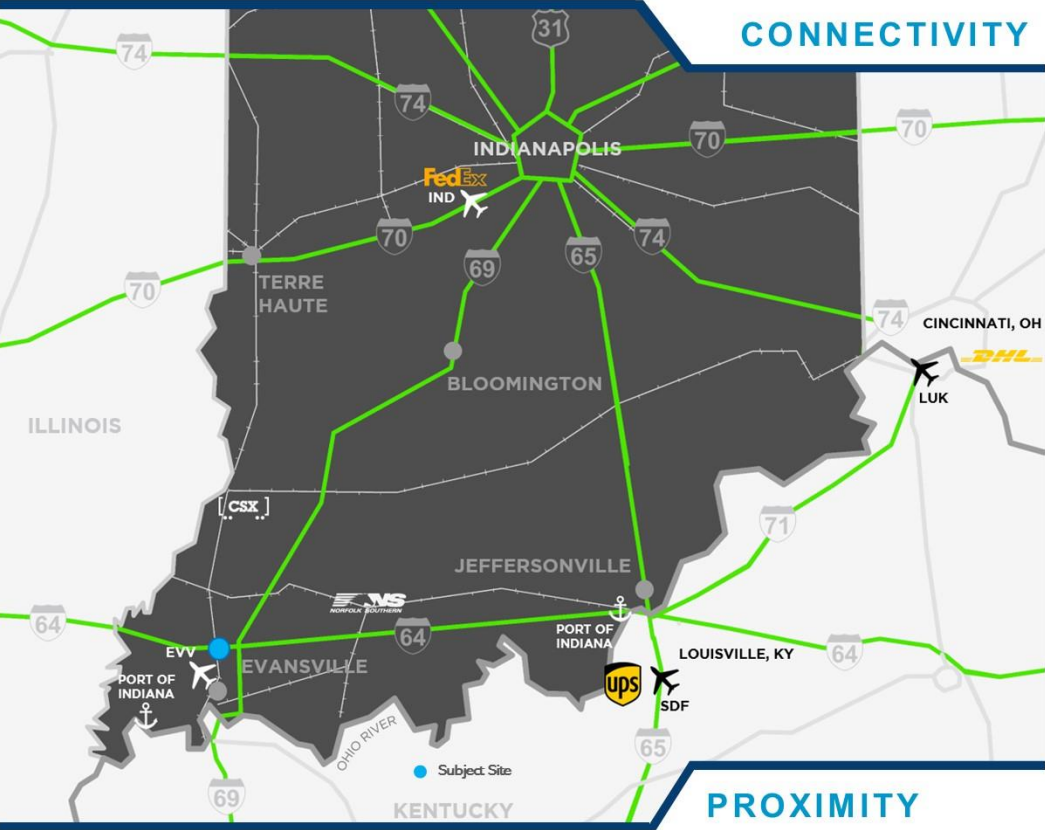 CONNECTIVITY
31
74
74
70
70
INDIANAPOLIS
FedEx
IND
70
69
65
74
TERRE
HAUTE
70
74
CINCINNATI, OH
DHL
LUK
BLOOMINGTON
ILLINOIS
CSX
71
JEFFERSONVILLE
NS
NORFOLK SOUTHERN
64
64
PORT OF
INDIANA
EVV
EVANSVILLE
LOUISVILLE, KY
64
PORT OF
INDIANA
ups
SDF
OHIO RIVER
65
Subject Site
69
KENTUCKY
PROXIMITY